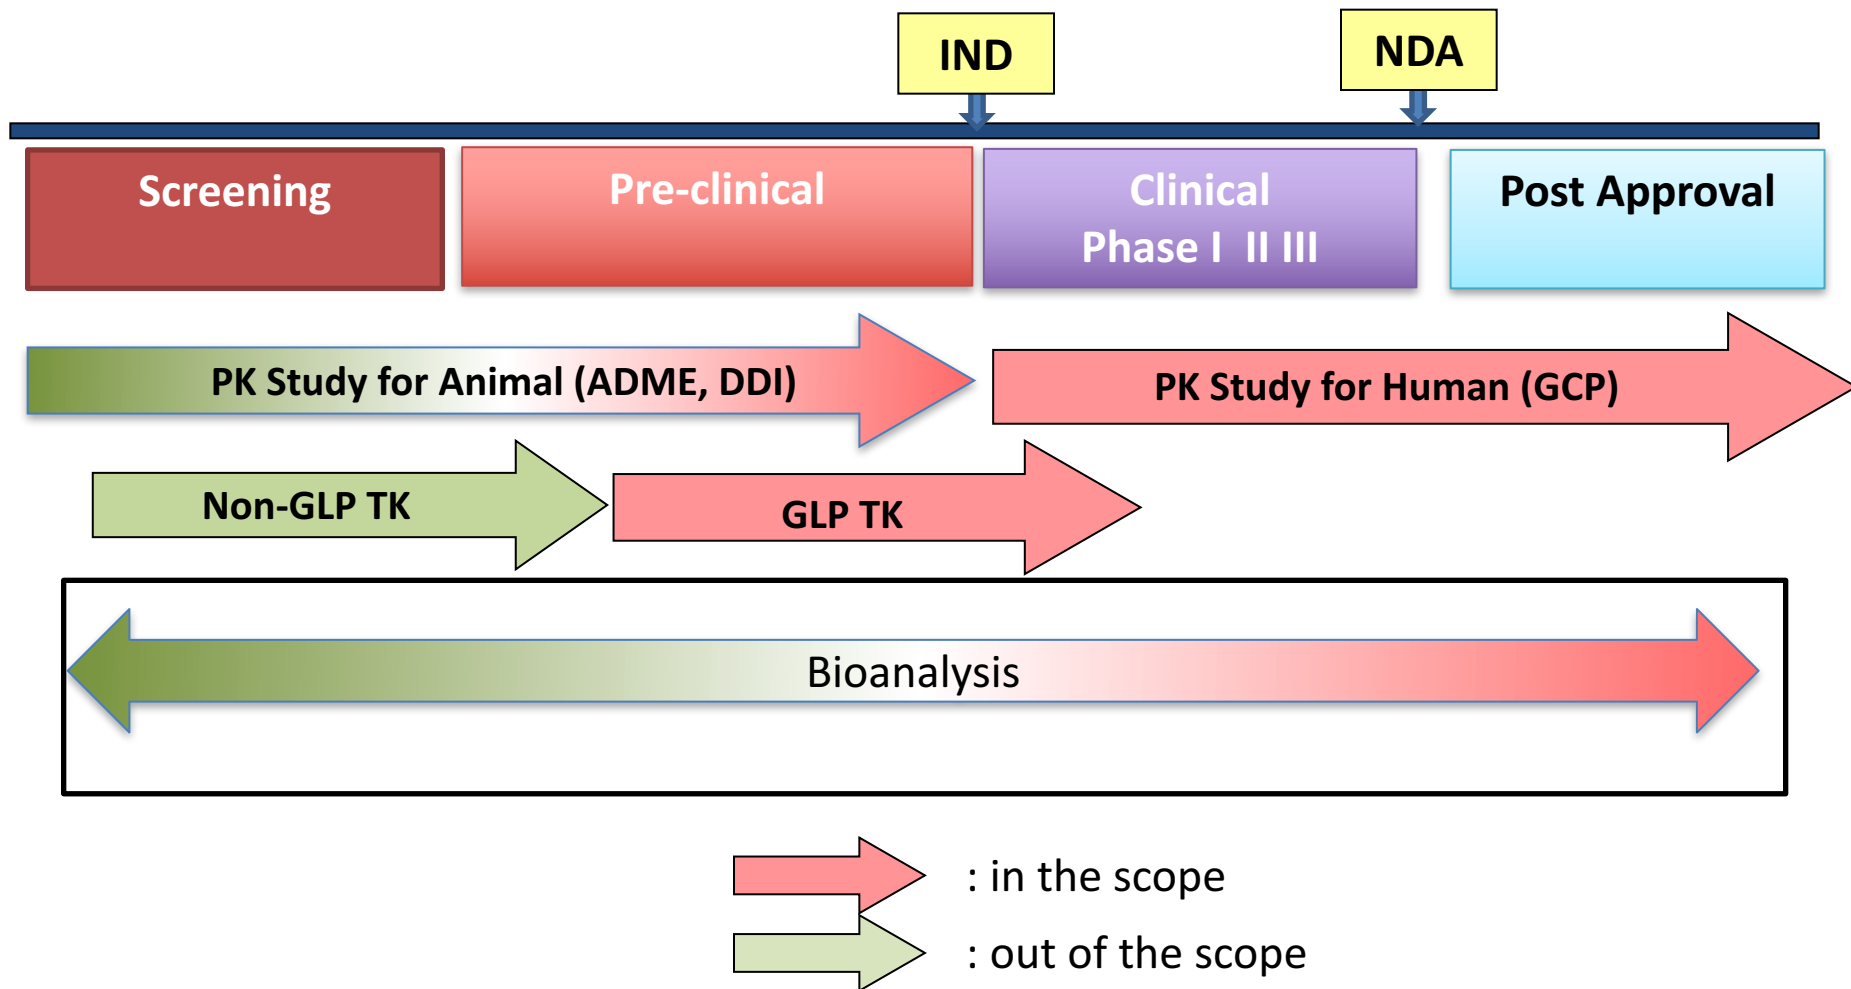 IND
NDA
Screening
Pre-clinical
Clinical
Phase I  II III
Post Approval
PK Study for Animal (ADME, DDI)
PK Study for Human (GCP)
Non-GLP TK
GLP TK
Bioanalysis
: in the scope
: out of the scope